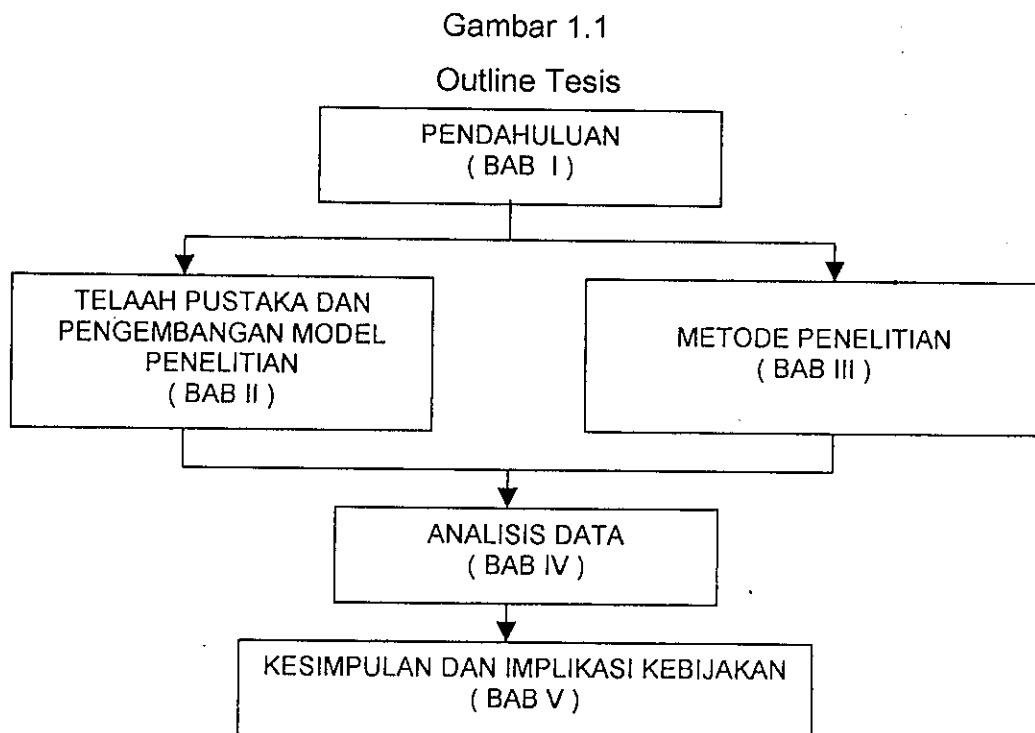 Gambar 1.1
Outline Tesis
PENDAHULUAN
( BAB I )
TELAAH PUSTAKA DAN
PENGEMBANGAN MODEL
PENELITIAN
( BAB II )
METODE PENELITIAN
( BAB III )
ANALISIS DATA
( BAB IV )
KESIMPULAN DAN IMPLIKASI KEBIJAKAN
( BAB V )